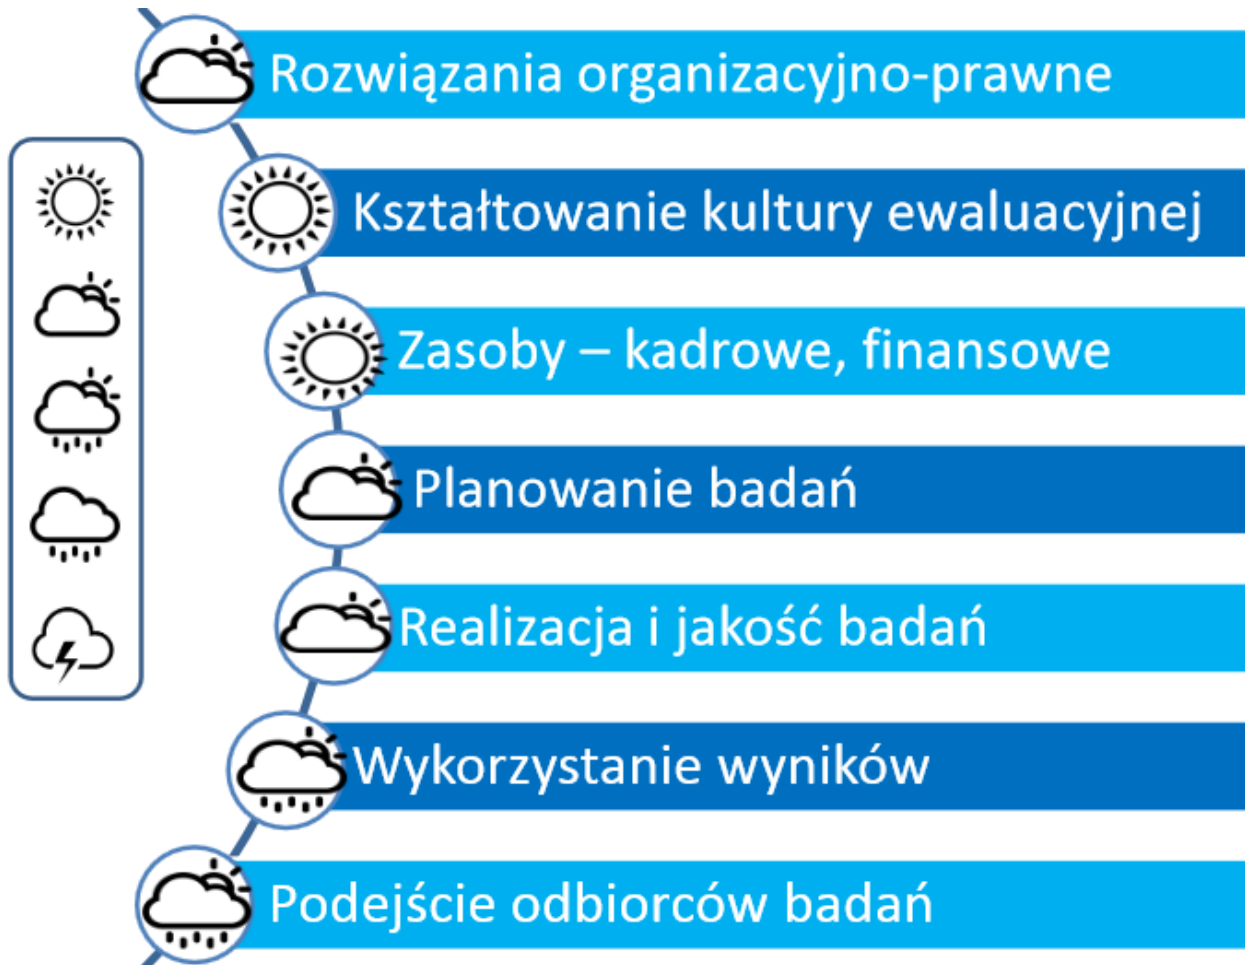 Rozwiązania organizacyjno-prawne
Kształtowanie kultury ewaluacyjnej
Zasoby – kadrowe, finansowe
Planowanie badań
Realizacja i jakość badań
Wykorzystanie wyników
Podejście odbiorców badań